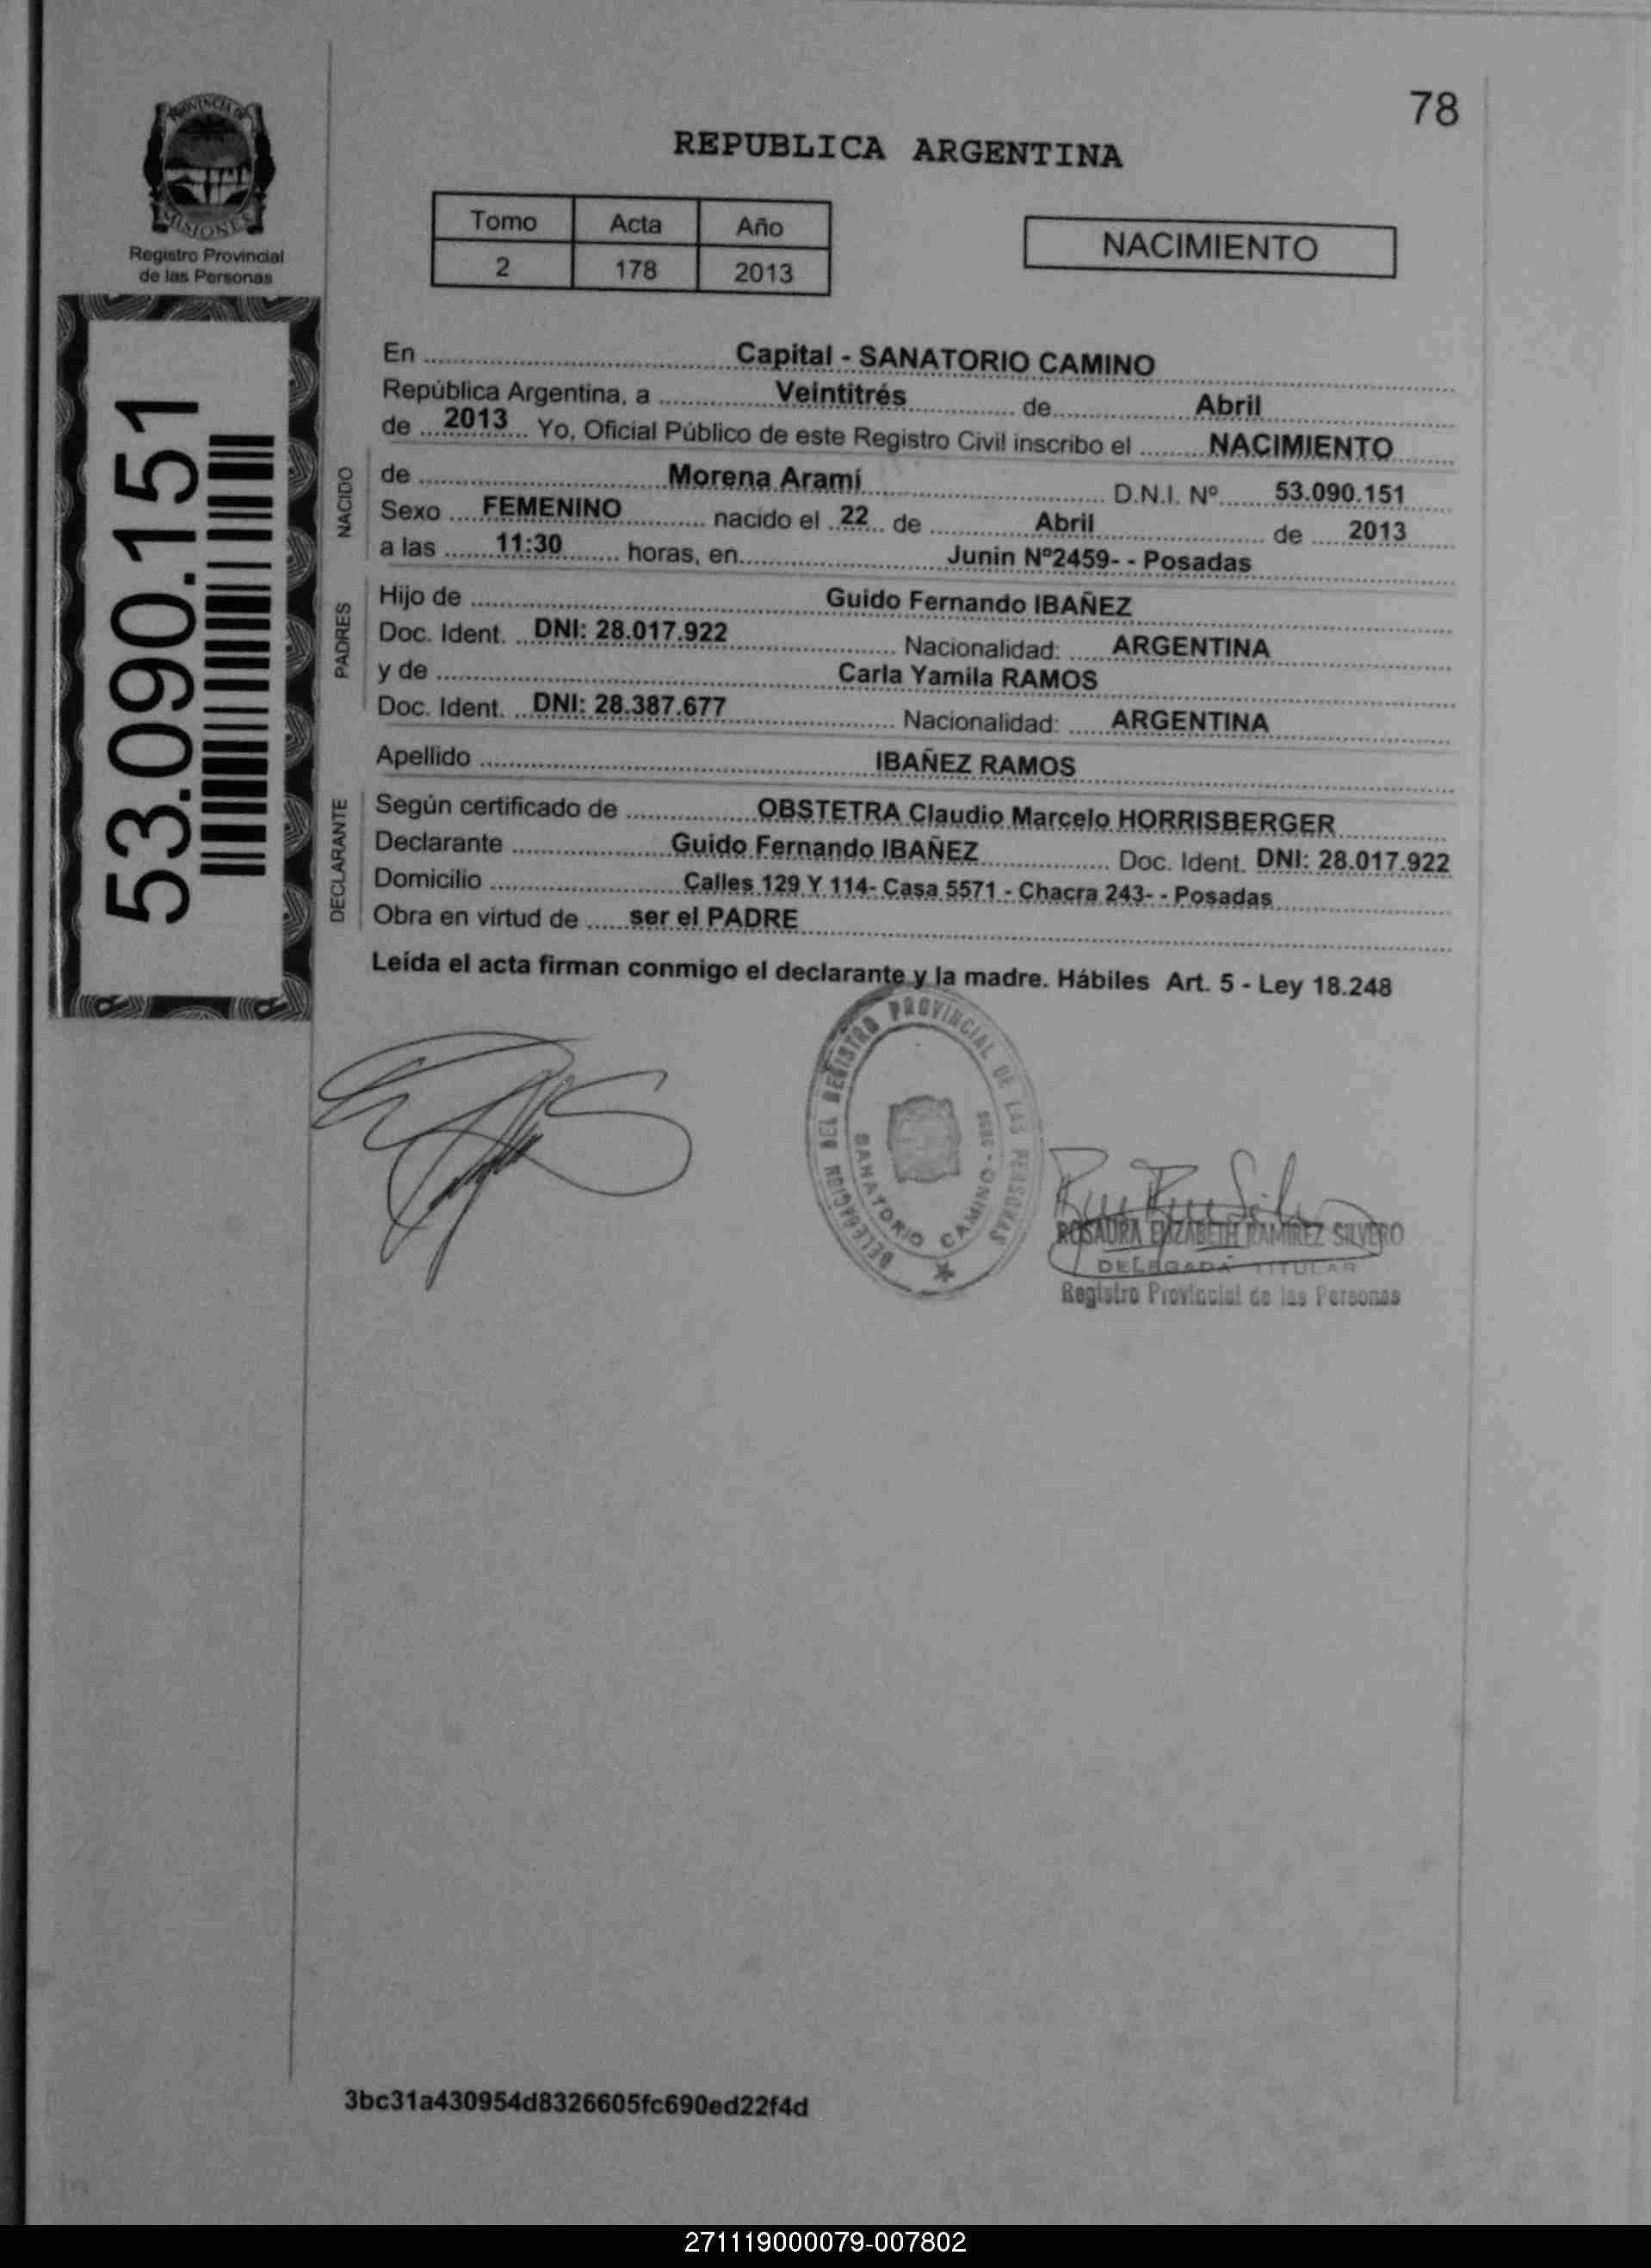 78
PROVINCIA DE
MISIONES
Registro Provincial
de las Personas
REPUBLICA ARGENTINA
Tomo Acta Año
2 178 2013
NACIMIENTO
53.090.151
En Capital - SANATORIO CAMINO
República Argentina, a Veintitrés de Abril
de 2013 Yo, Oficial Público de este Registro Civil inscribo el NACIMIENTO
NACIDO
de Morena Aramí D.N.I. Nº 53.090.151
Sexo FEMENINO nacido el 22 de Abril de 2013
a las 11:30 horas, en Junin Nº2459- - Posadas
PADRES
Hijo de Guido Fernando IBAÑEZ
Doc. Ident. DNI: 28.017.922 Nacionalidad: ARGENTINA
y de Carla Yamila RAMOS
Doc. Ident. DNI: 28.387.677 Nacionalidad: ARGENTINA
Apellido IBAÑEZ RAMOS
DECLARANTE
Según certificado de OBSTETRA Claudio Marcelo HORRISBERGER
Declarante Guido Fernando IBAÑEZ Doc. Ident. DNI: 28.017.922
Domicilio Calles 129 Y 114- Casa 5571 - Chacra 243- - Posadas
Obra en virtud de ser el PADRE
Leída el acta firman conmigo el declarante y la madre. Hábiles Art. 5 - Ley 18.248
DELEGACION DEL REGISTRO PROVINCIAL DE LAS PERSONAS
SANATORIO CAMINO
ROSAURA ELIZABETH RAMIREZ SILVERO
DELEGADA TITULAR
Registro Provincial de las Personas
3bc31a430954d8326605fc690ed22f4d
271119000079-007802